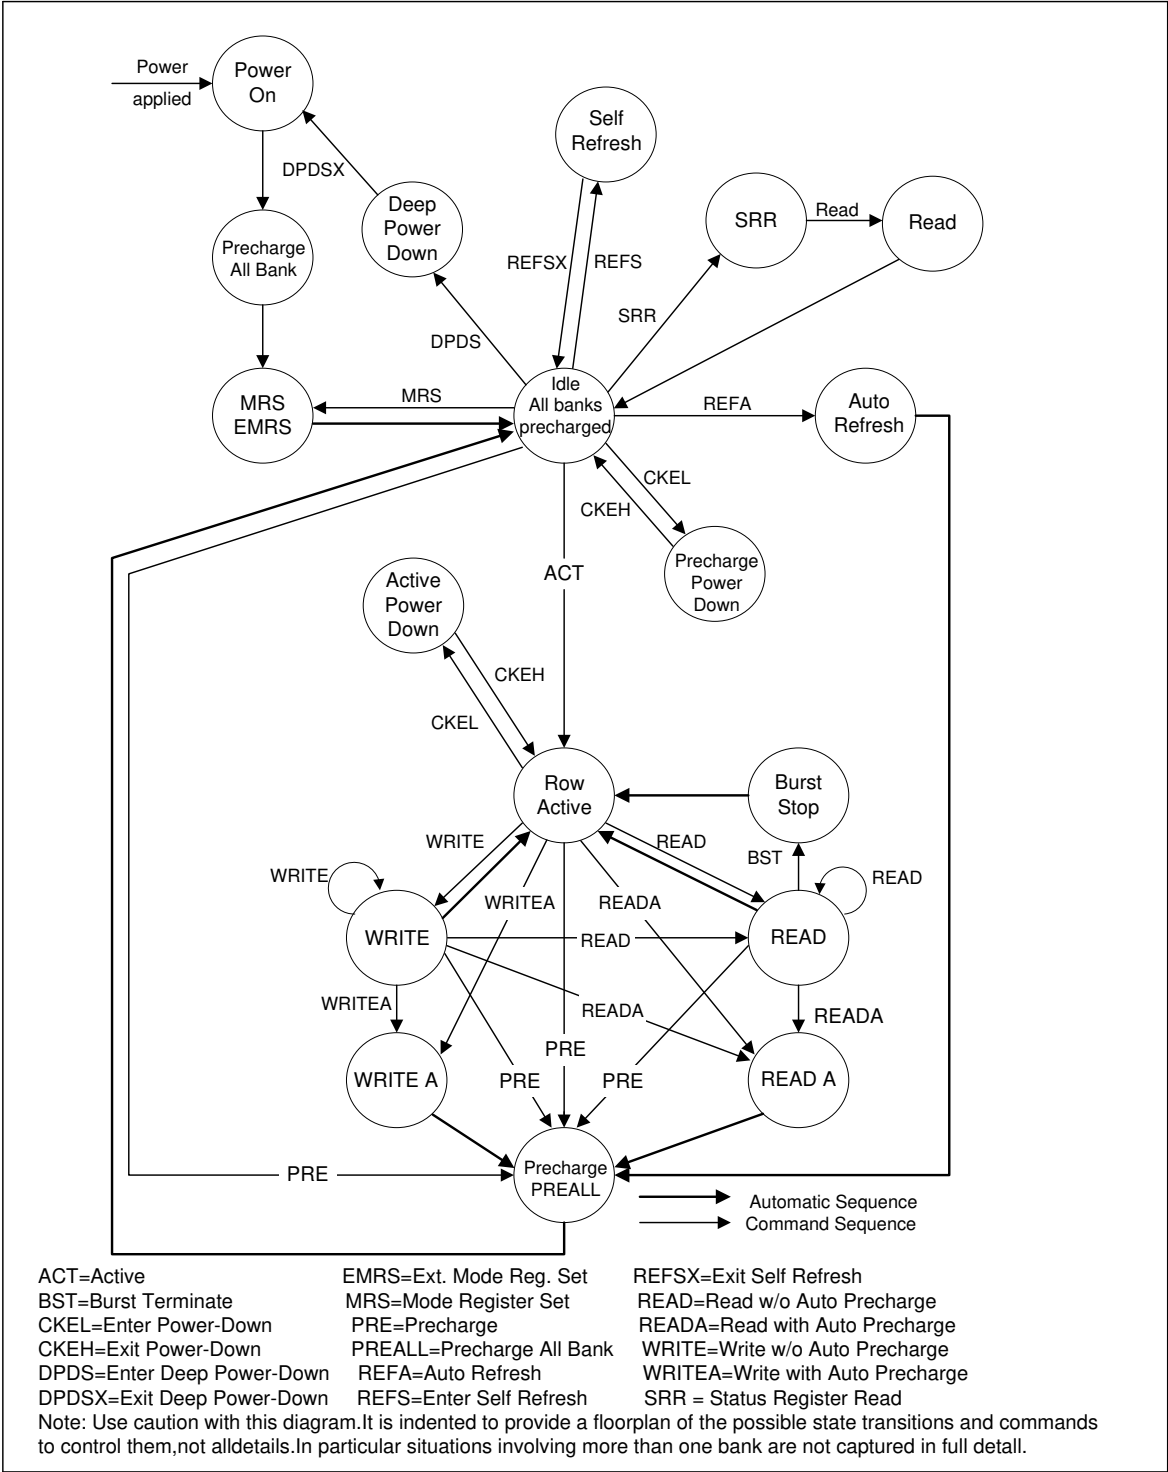 Power
applied
Power
On
Self
Refresh
DPDSX
Deep
Power
Down
SRR
Read
Read
Precharge
All Bank
REFSX
REFS
SRR
DPDS
MRS
EMRS
MRS
Idle
All banks
precharged
REFA
Auto
Refresh
CKEL
CKEH
Precharge
Power
Down
ACT
Active
Power
Down
CKEH
CKEL
Row
Active
Burst
Stop
WRITE
READ
BST
WRITE
WRITEA
READA
READ
WRITE
READ
READ
WRITEA
READA
READA
PRE
WRITE A
PRE
PRE
READ A
Precharge
PREALL
PRE
Automatic Sequence
Command Sequence
ACT=Active EMRS=Ext. Mode Reg. Set REFSX=Exit Self Refresh
BST=Burst Terminate MRS=Mode Register Set READ=Read w/o Auto Precharge
CKEL=Enter Power-Down PRE=Precharge READA=Read with Auto Precharge
CKEH=Exit Power-Down PREALL=Precharge All Bank WRITE=Write w/o Auto Precharge
DPDS=Enter Deep Power-Down REFA=Auto Refresh WRITEA=Write with Auto Precharge
DPDSX=Exit Deep Power-Down REFS=Enter Self Refresh SRR = Status Register Read
Note: Use caution with this diagram.It is indented to provide a floorplan of the possible state transitions and commands
to control them,not alldetails.In particular situations involving more than one bank are not captured in full detall.